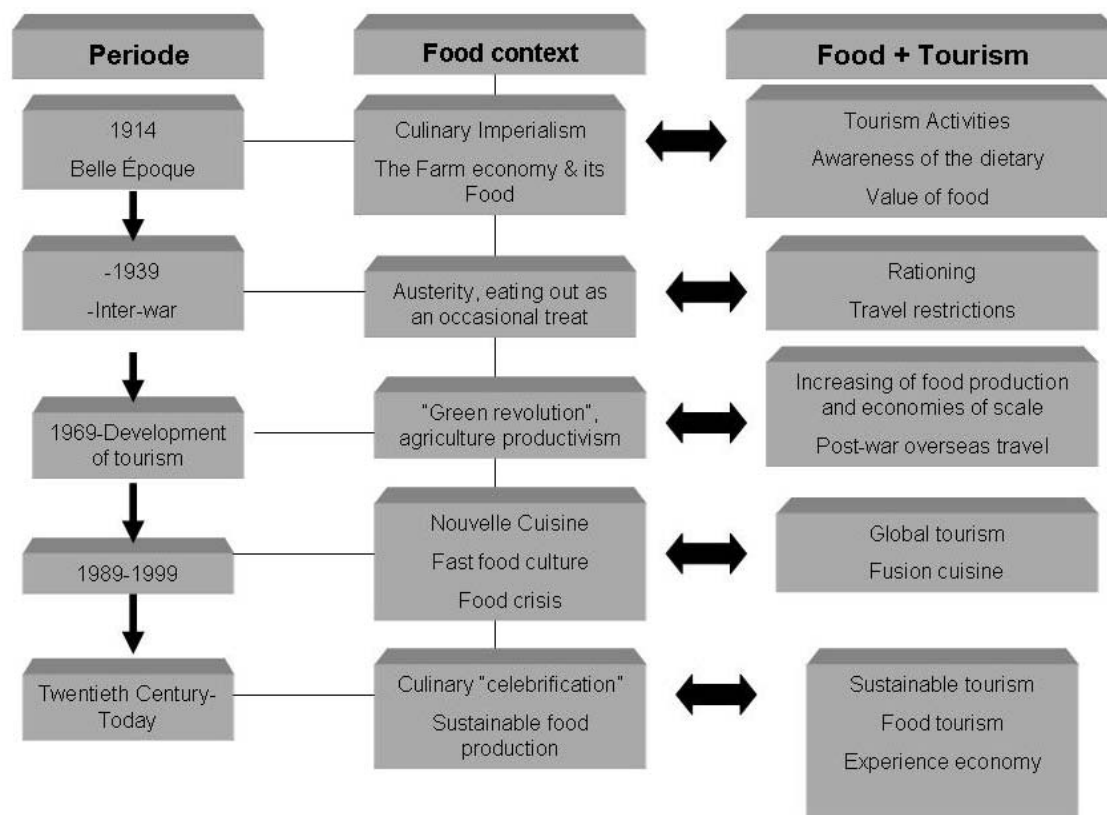 Periode
Food context
Food + Tourism
1914
Belle Époque
Culinary Imperialism
The Farm economy & its
Food
Tourism Activities
Awareness of the dietary
Value of food
-1939
-Inter-war
Austerity, eating out as
an occasional treat
Rationing
Travel restrictions
1969-Development
of tourism
"Green revolution",
agriculture productivism
Increasing of food production
and economies of scale
Post-war overseas travel
1989-1999
Nouvelle Cuisine
Fast food culture
Food crisis
Global tourism
Fusion cuisine
Twentieth Century-
Today
Culinary "celebrification"
Sustainable food
production
Sustainable tourism
Food tourism
Experience economy